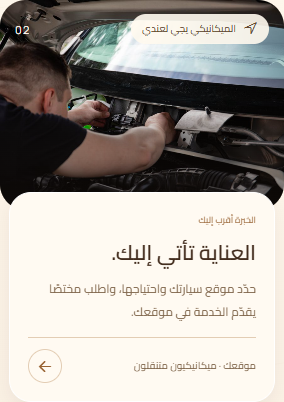 02
الميكانيكي يجي لعندي
الخبرة أقرب إليك
العناية تأتي إليك.
حدّد موقع سيارتك واحتياجها، واطلب مختصًا
يقدّم الخدمة في موقعك.
موقعك · ميكانيكيون متنقلون